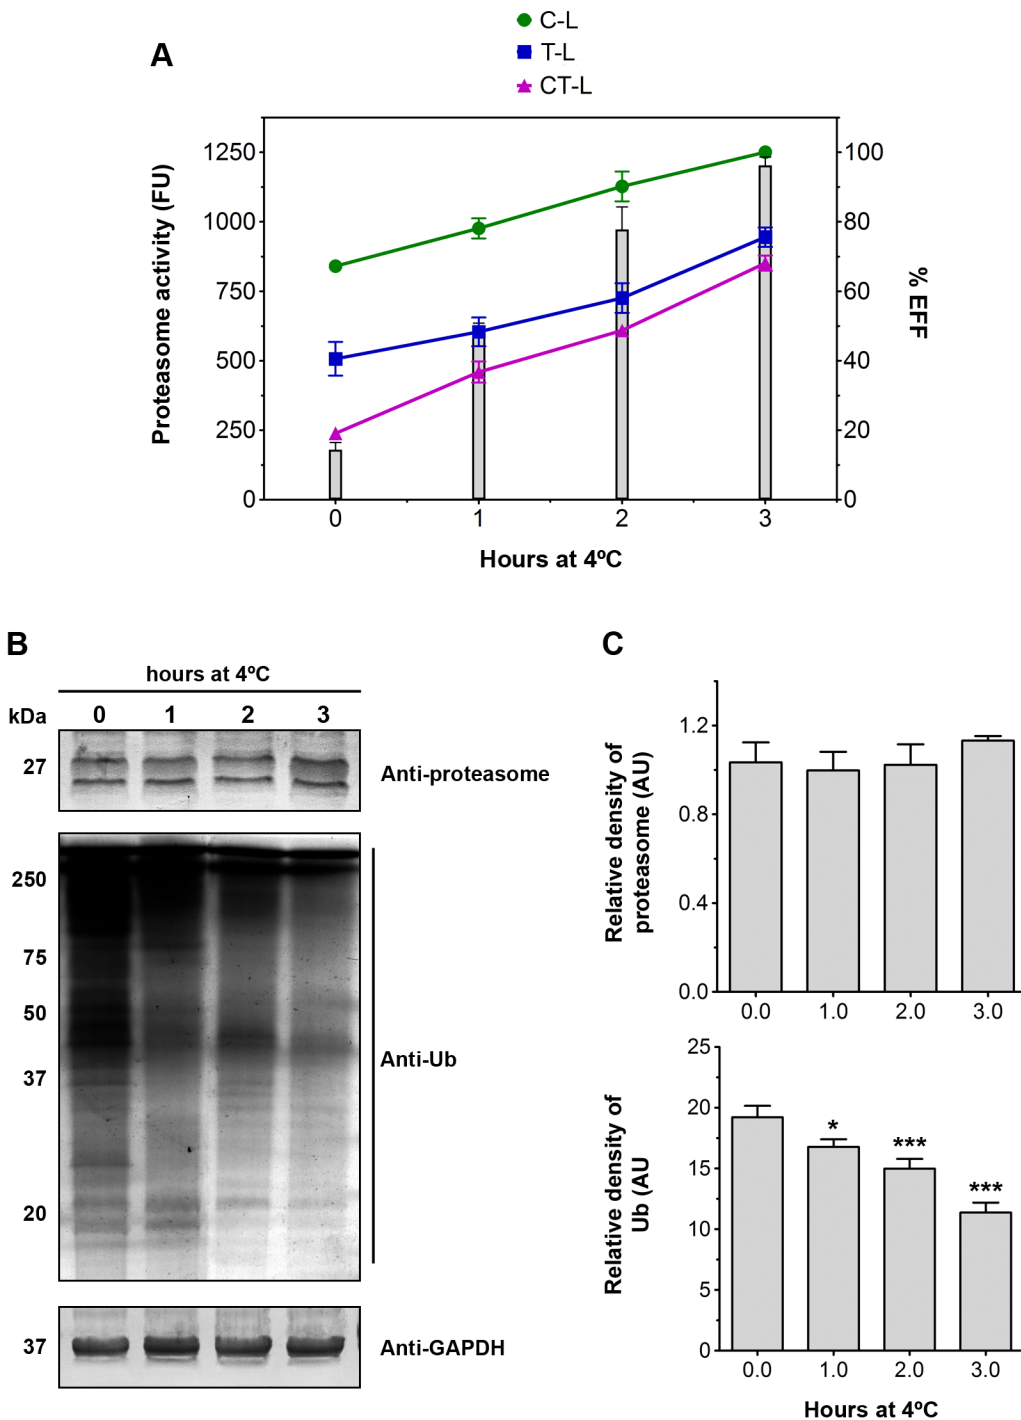 C-L
T-L
CT-L
A
1250
1000
750
500
250
0
Proteasome activity (FU)
100
80
60
40
20
0
% EFF
0 1 2 3
Hours at 4ºC
B
hours at 4ºC
kDa 0 1 2 3
27
Anti-proteasome
250
75
50
37
20
Anti-Ub
37
Anti-GAPDH
C
Relative density of
proteasome (AU)
1.2
0.8
0.4
0.0
0.0 1.0 2.0 3.0
Relative density of
Ub (AU
25
20
15
10
5
0
* *** ***
0.0 1.0 2.0 3.0
Hours at 4ºC